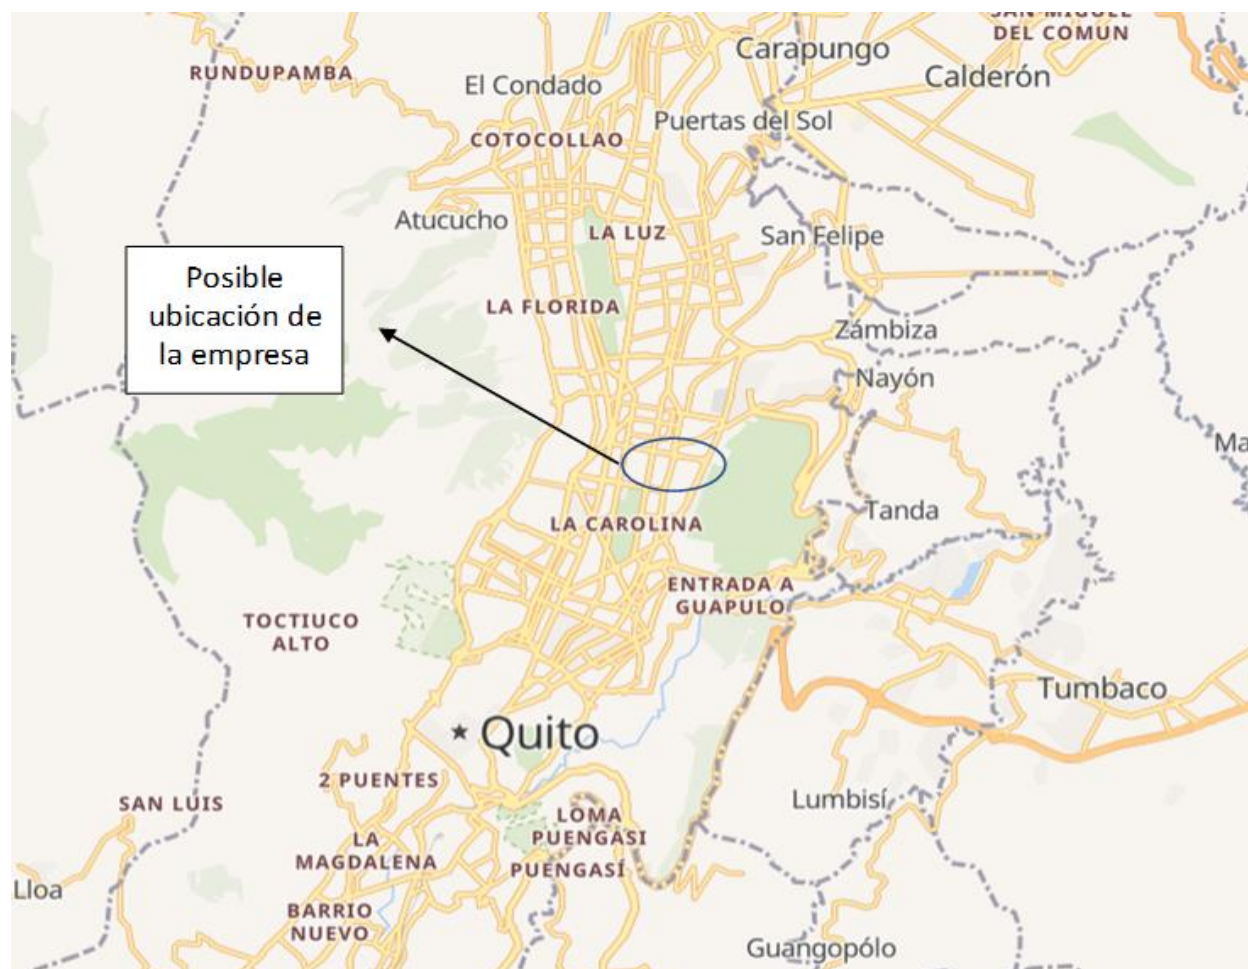 SAN MIGUEL
DEL COMUN
Carapungo
RUNDUPAMBA
Calderón
El Condado
Puertas del Sol
COTOCOLLAO
Atucucho
LA LUZ
San Felipe
Posible
ubicación de
la empresa
LA FLORIDA
Zámbiza
Nayón
Ma
Tanda
LA CAROLINA
ENTRADA A
GUAPULO
TOCTIUCO
ALTO
Tumbaco
Quito
2 PUENTES
SAN LUIS
Lumbisí
LOMA
PUENGASI
LA
MAGDALENA
PUENGASÍ
Lloa
BARRIO
NUEVO
Guangopólo